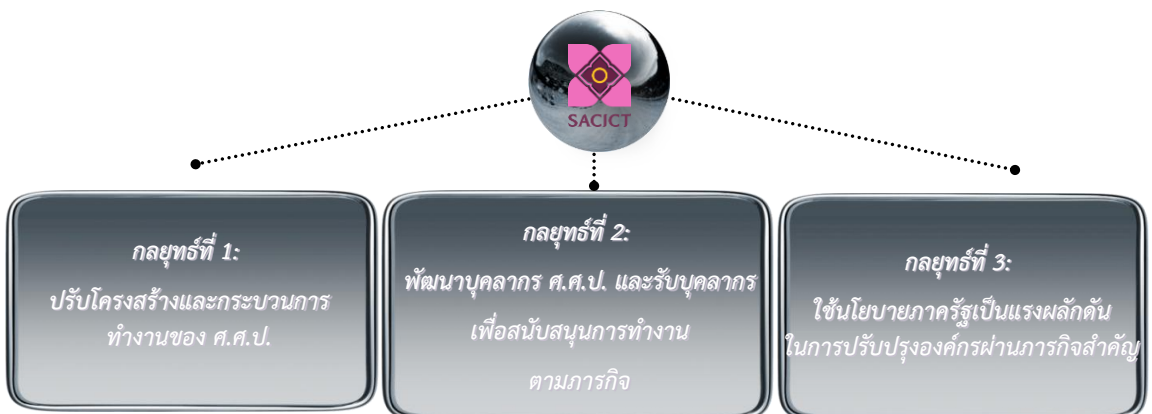 SACICT
กลยุทธ์ที่ 1:
ปรับโครงสร้างและกระบวนการ
ทำงานของ ศ.ศ.ป.
กลยุทธ์ที่ 2:
พัฒนาบุคลากร ศ.ศ.ป. และรับบุคลากร
เพื่อสนับสนุนการทำงาน
ตามภารกิจ
กลยุทธ์ที่ 3:
ใช้นโยบายภาครัฐเป็นแรงผลักดัน
ในการปรับปรุงองค์กรผ่านภารกิจสำคัญ